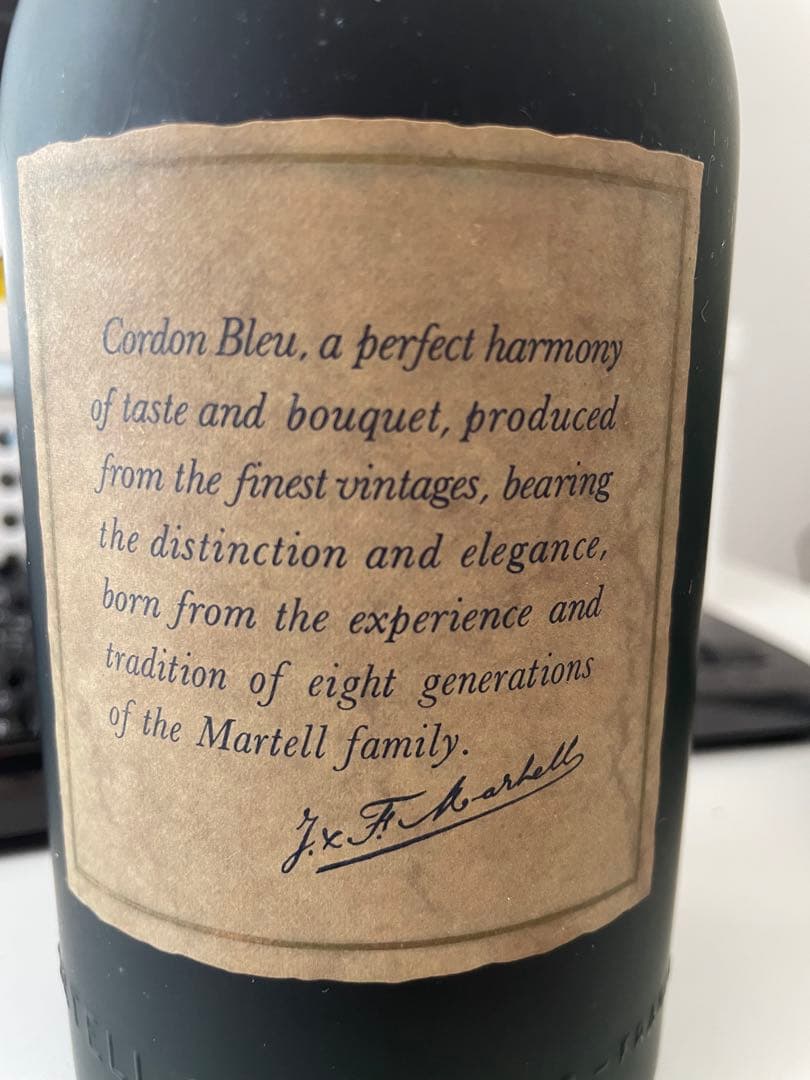 Cordon Bleu, a perfect harmony
of taste and bouquet, produced
from the finest vintages, bearing
the distinction and elegance,
born from the experience and
tradition of eight generations
of the Martell family.
J. x F. Martell